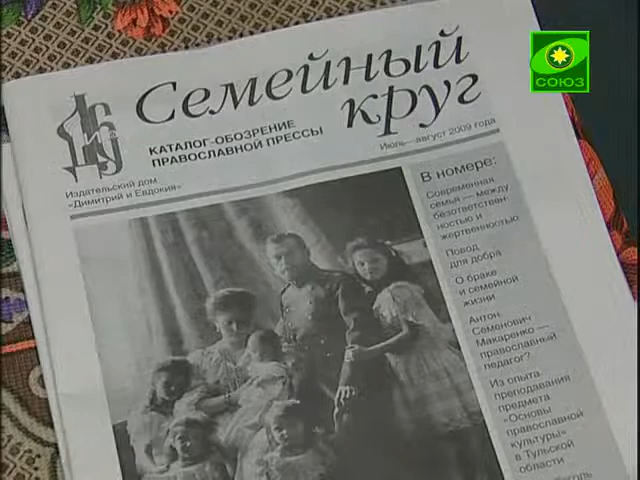 СОЮЗ
Семейный
круг
КАТАЛОГ-ОБОЗРЕНИЕ
ПРАВОСЛАВНОЙ ПРЕССЫ
Июль—август 2009 года
Издательский дом
«Димитрий и Евдокия»
В номере:
Современная
семья — между
безответствен-
ностью и
жертвенностью
Повод
для добра
О браке
и семейной
жизни
Антон
Семенович
Макаренко —
православный
педагог?
Из опыта
преподавания
предмета
«Основы
православной
культуры»
в Тульской
области